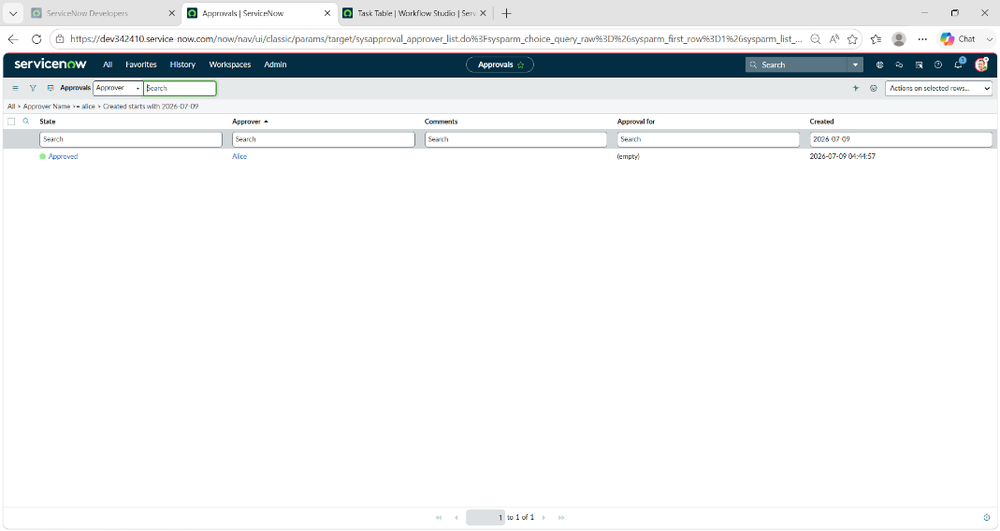 ServiceNow Developers
Approvals | ServiceNow
Task Table | Workflow Studio | Serv
https://dev342410.service-now.com/now/nav/ui/classic/params/target/sysapproval_approver_list.do%3Fsysparm_choice_query_raw%3D%26sysparm_first_row%3D1%26sysparm_list_...
Chat
servicenow All Favorites History Workspaces Admin Approvals Search 1
Approvals Approver Search Actions on selected rows...
All > Approver Name >= alice > Created starts with 2026-07-09
State Approver Comments Approval for Created
Search Search Search Search 2026-07-09
Approved Alice (empty) 2026-07-09 04:44:57
1 to 1 of 1